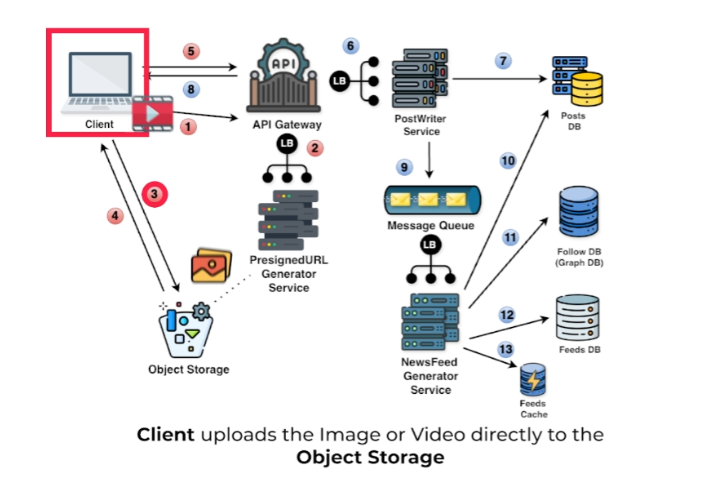 5
API
6
LB
7
8
Client
1
API Gateway
PostWriter
Service
Posts
DB
LB
2
9
10
3
4
Message Queue
11
LB
PresignedURL
Generator
Service
Follow DB
(Graph DB)
12
Object Storage
13
Feeds DB
NewsFeed
Generator
Service
Feeds
Cache
Client uploads the Image or Video directly to the
Object Storage